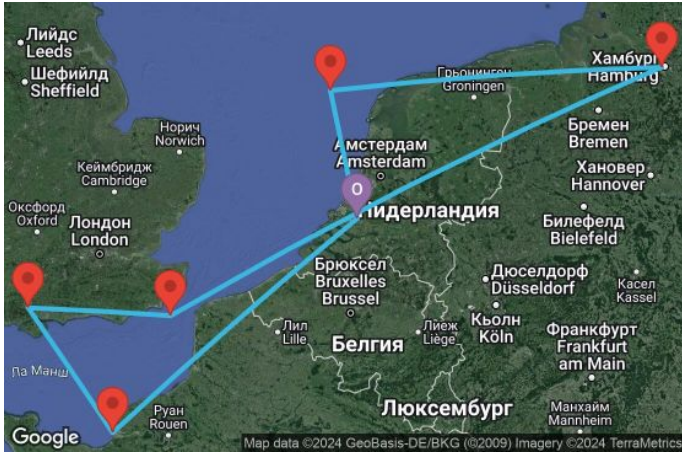 Лийдс
Leeds
Шефийлд
Sheffield
Хамбург
Hamburg
Грьонинген
Groningen
Бремен
Bremen
Норич
Norwich
Амстердам
Amsterdam
Кеймбридж
Cambridge
Хановер
Hannover
O
Оксфорд
Oxford
Лондон
London
Нидерландия
Билефелд
Bielefeld
Брюксел
Bruxelles
Brussel
Дюселдорф
Düsseldorf
Касел
Kassel
Лил
Lille
Лиеж
Liège
Кьолн
Köln
Белгия
Франкфурт
Frankfurt
am Main
Ла Манш
Руан
Rouen
Люксембург
Манхайм
Mannheim
Google
Map data ©2024 GeoBasis-DE/BKG (©2009) Imagery ©2024 TerraMetrics